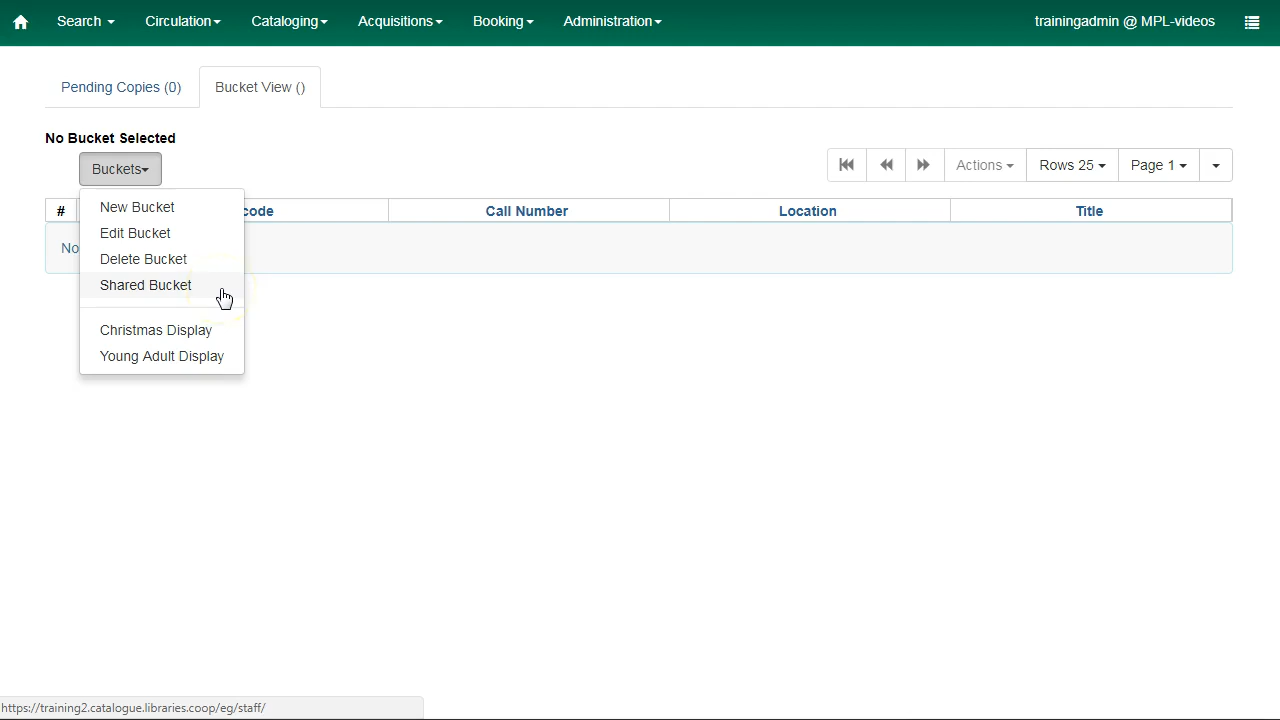 Search Circulation Cataloging Acquisitions Booking Administration trainingadmin @ MPL-videos
Pending Copies (0) Bucket View ()
No Bucket Selected
Buckets Actions Rows 25 Page 1
# code Call Number Location Title
No
New Bucket
Edit Bucket
Delete Bucket
Shared Bucket
Christmas Display
Young Adult Display
https://training2.catalogue.libraries.coop/eg/staff/